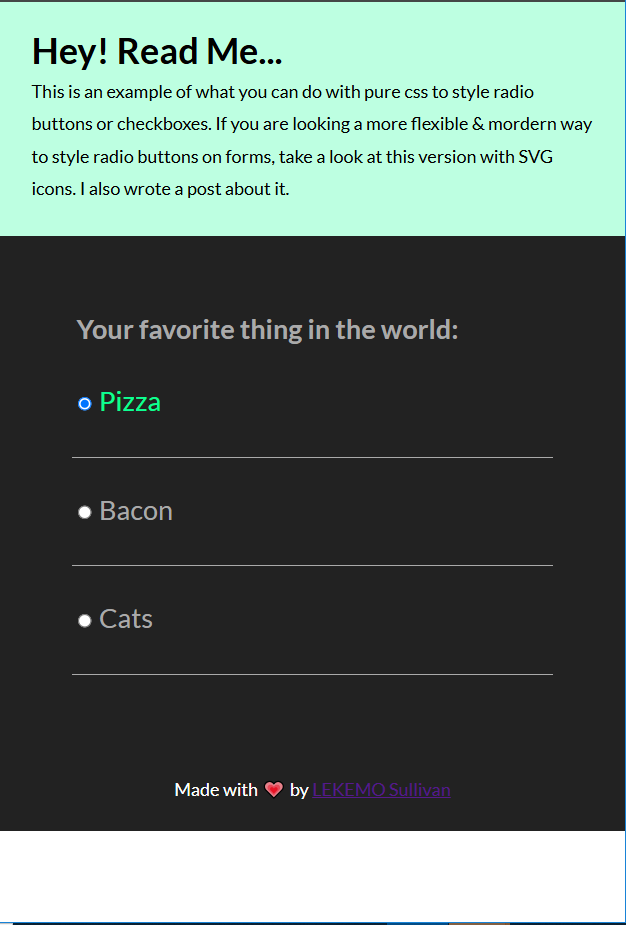 Hey! Read Me...
This is an example of what you can do with pure css to style radio
buttons or checkboxes. If you are looking a more flexible & mordern way
to style radio buttons on forms, take a look at this version with SVG
icons. I also wrote a post about it.
Your favorite thing in the world:
Pizza
Bacon
Cats
Made with 💗 by LEKEMO Sullivan